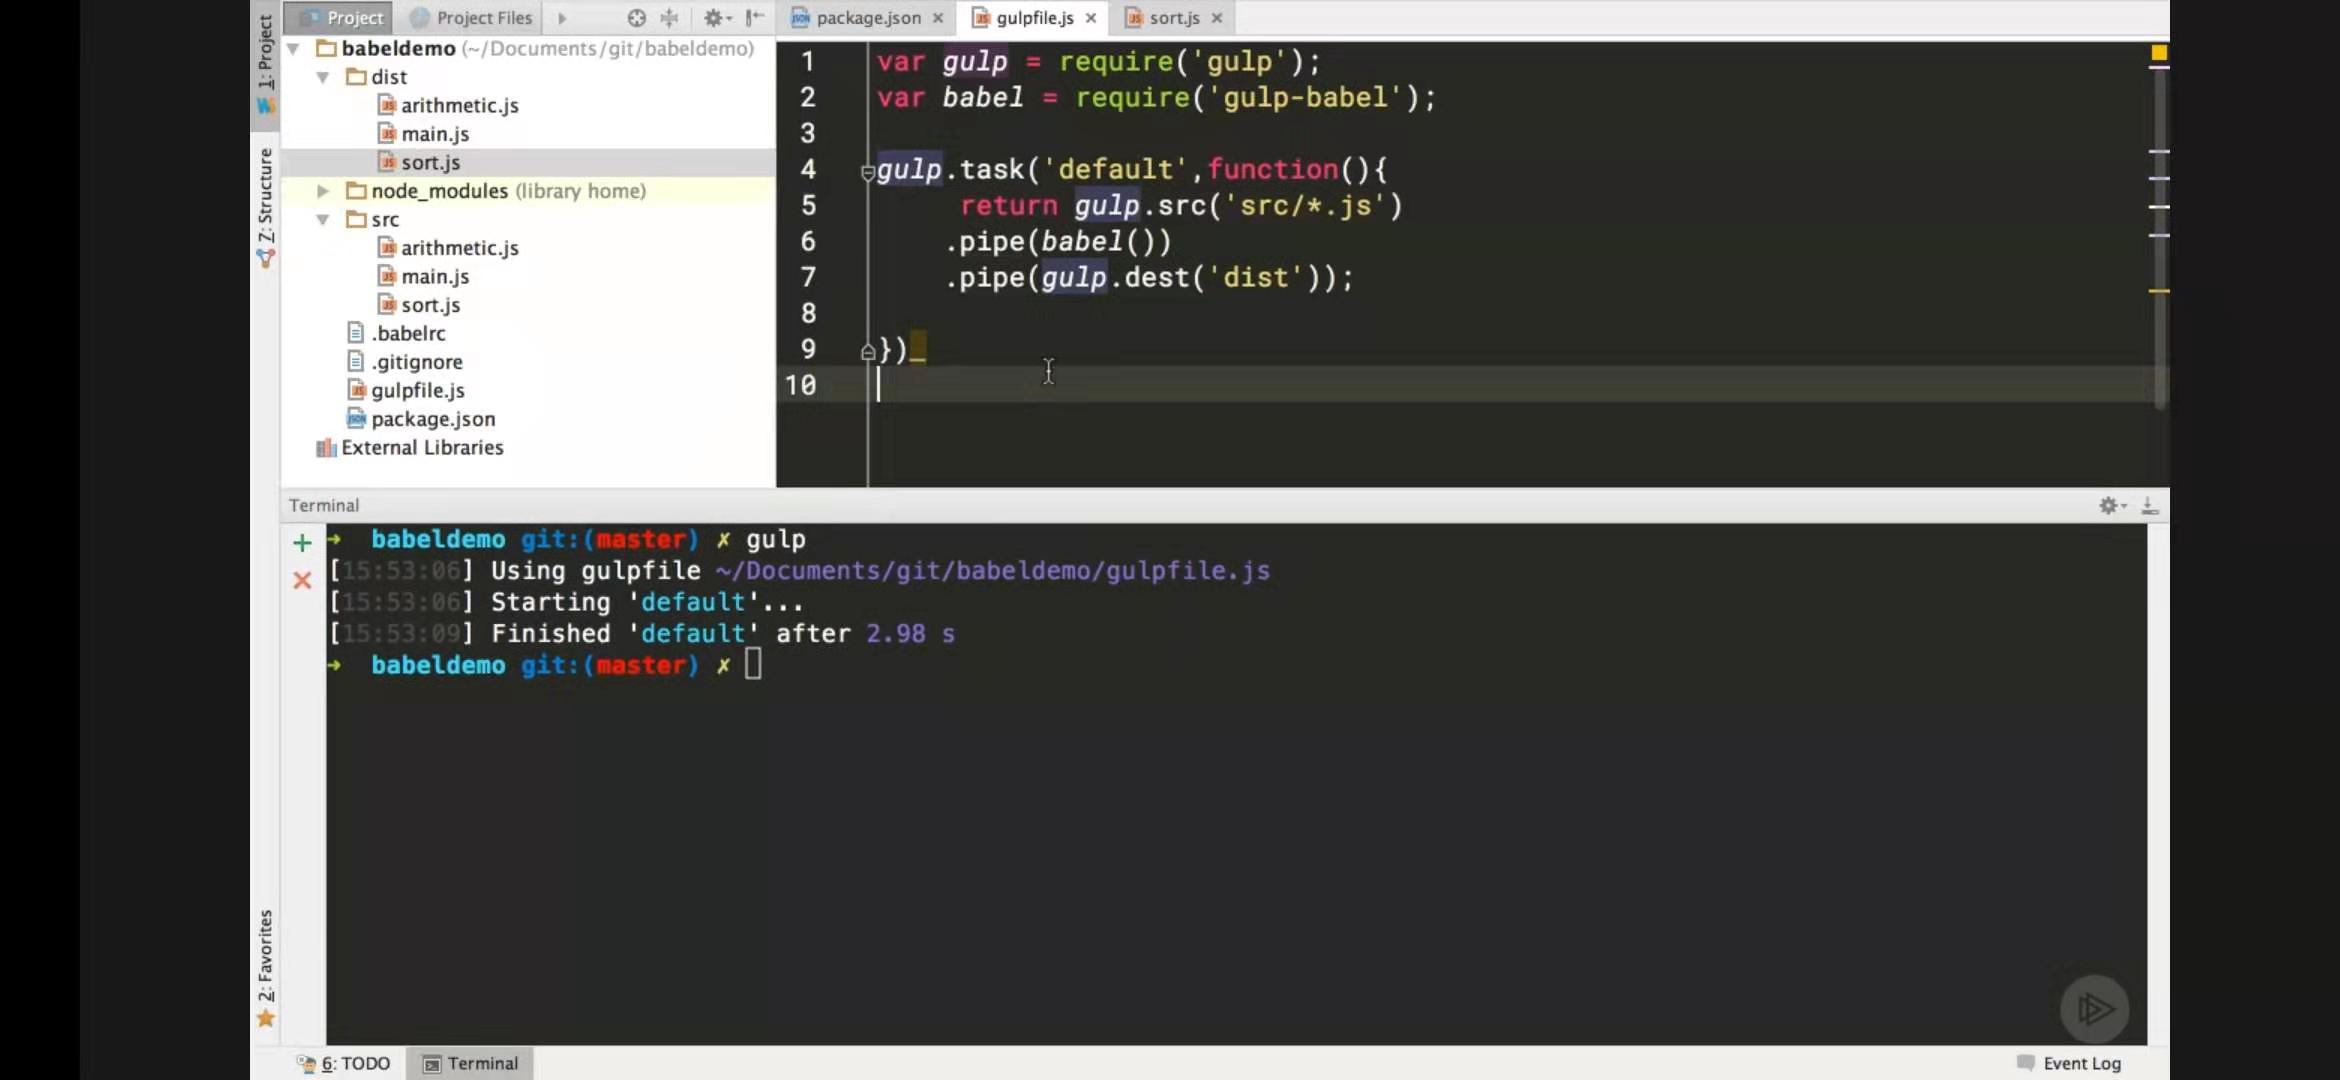 1: Project
Project
Project Files
package.json
gulpfile.js
sort.js
babeldemo (~/Documents/git/babeldemo)
dist
arithmetic.js
main.js
sort.js
node_modules (library home)
src
arithmetic.js
main.js
sort.js
.babelrc
.gitignore
gulpfile.js
package.json
External Libraries
Z: Structure
1 var gulp = require('gulp');
2 var babel = require('gulp-babel');
3
4 gulp.task('default',function(){
5 return gulp.src('src/*.js')
6 .pipe(babel())
7 .pipe(gulp.dest('dist'));
8
9 })
10
Terminal
→ babeldemo git:(master) ✗ gulp
[15:53:06] Using gulpfile ~/Documents/git/babeldemo/gulpfile.js
[15:53:06] Starting 'default'...
[15:53:09] Finished 'default' after 2.98 s
→ babeldemo git:(master) ✗
2: Favorites
6: TODO
Terminal
Event Log